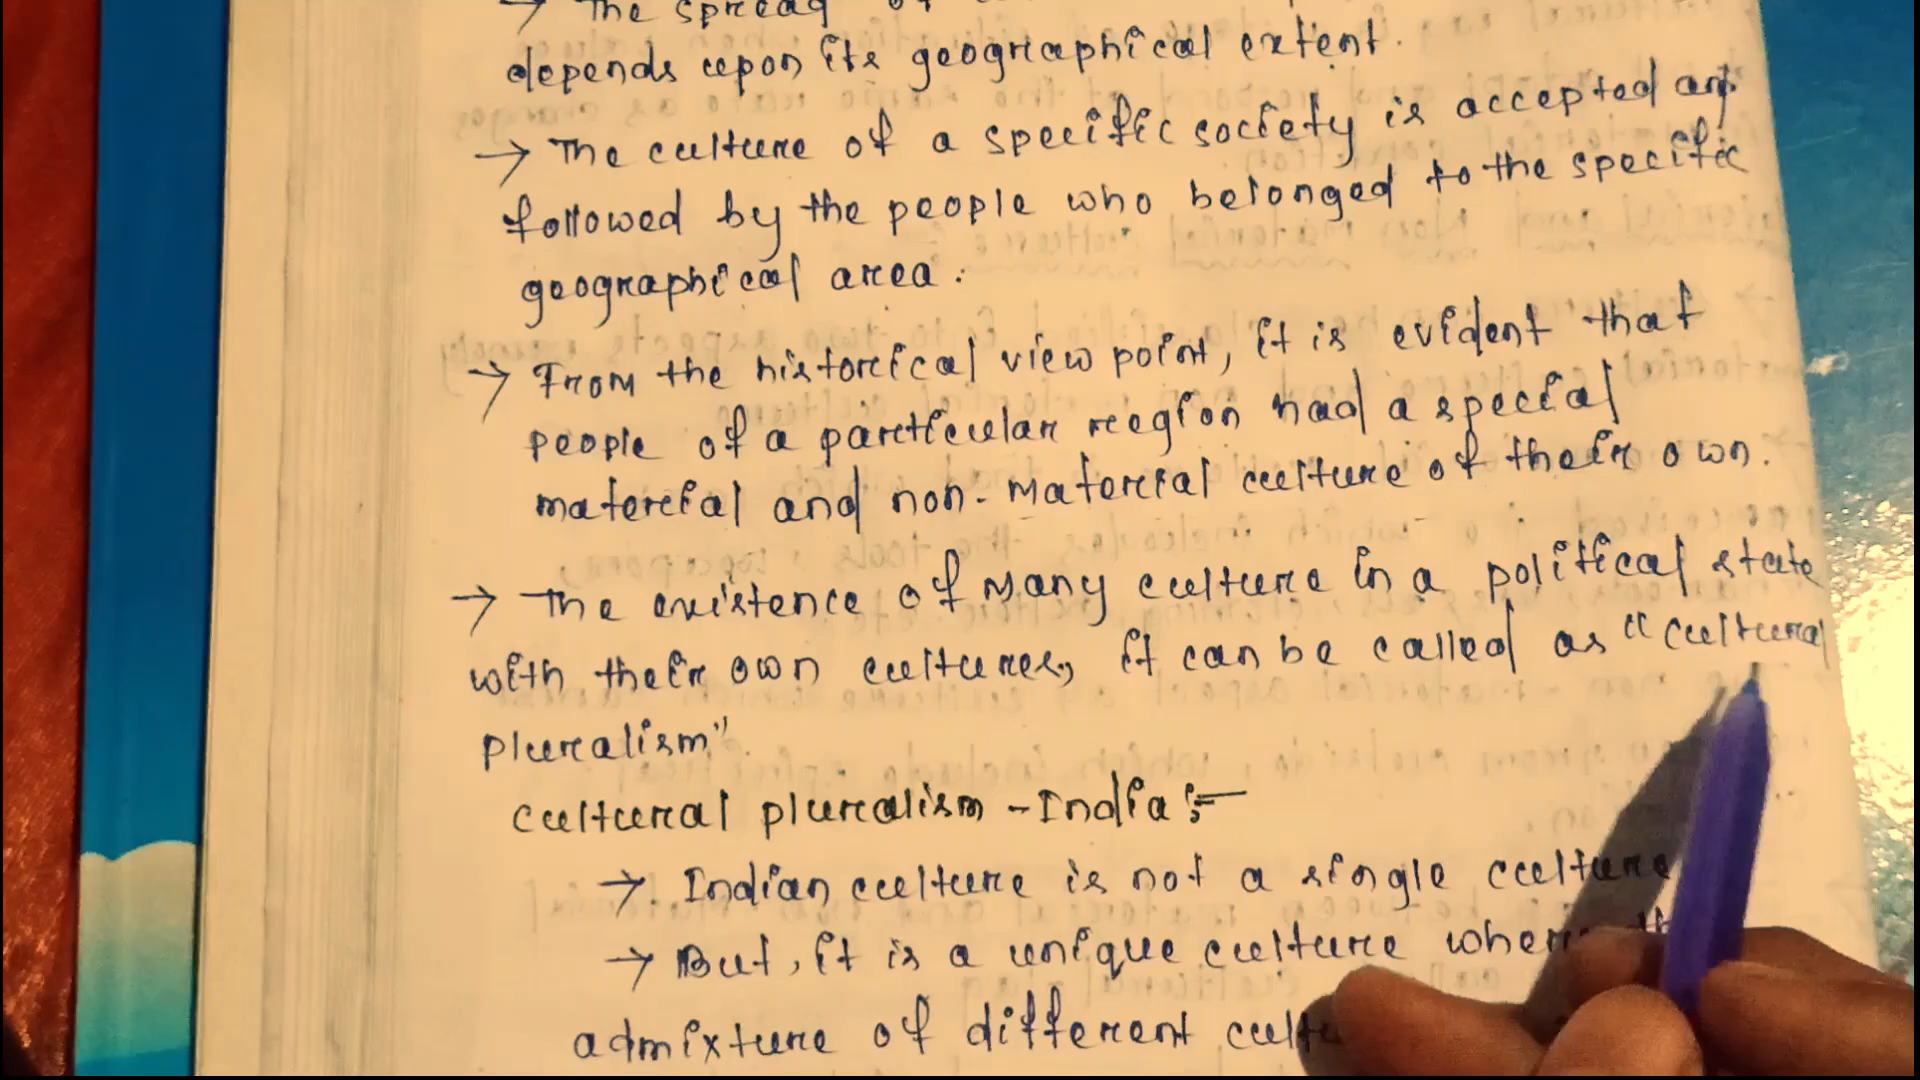 → The spread of
depends upon its geographical extent.
→ The culture of a specific society is accepted and
followed by the people who belonged to the specific
geographical area.
→ From the historical view point, it is evident that
people of a particular region had a special
material and non-material culture of their own.
→ The existence of many culture in a political state
with their own cultures, it can be called as "cultural
pluralism".
cultural pluralism - India :-
→ Indian culture is not a single culture
→ But, it is a unique culture where
admixture of different